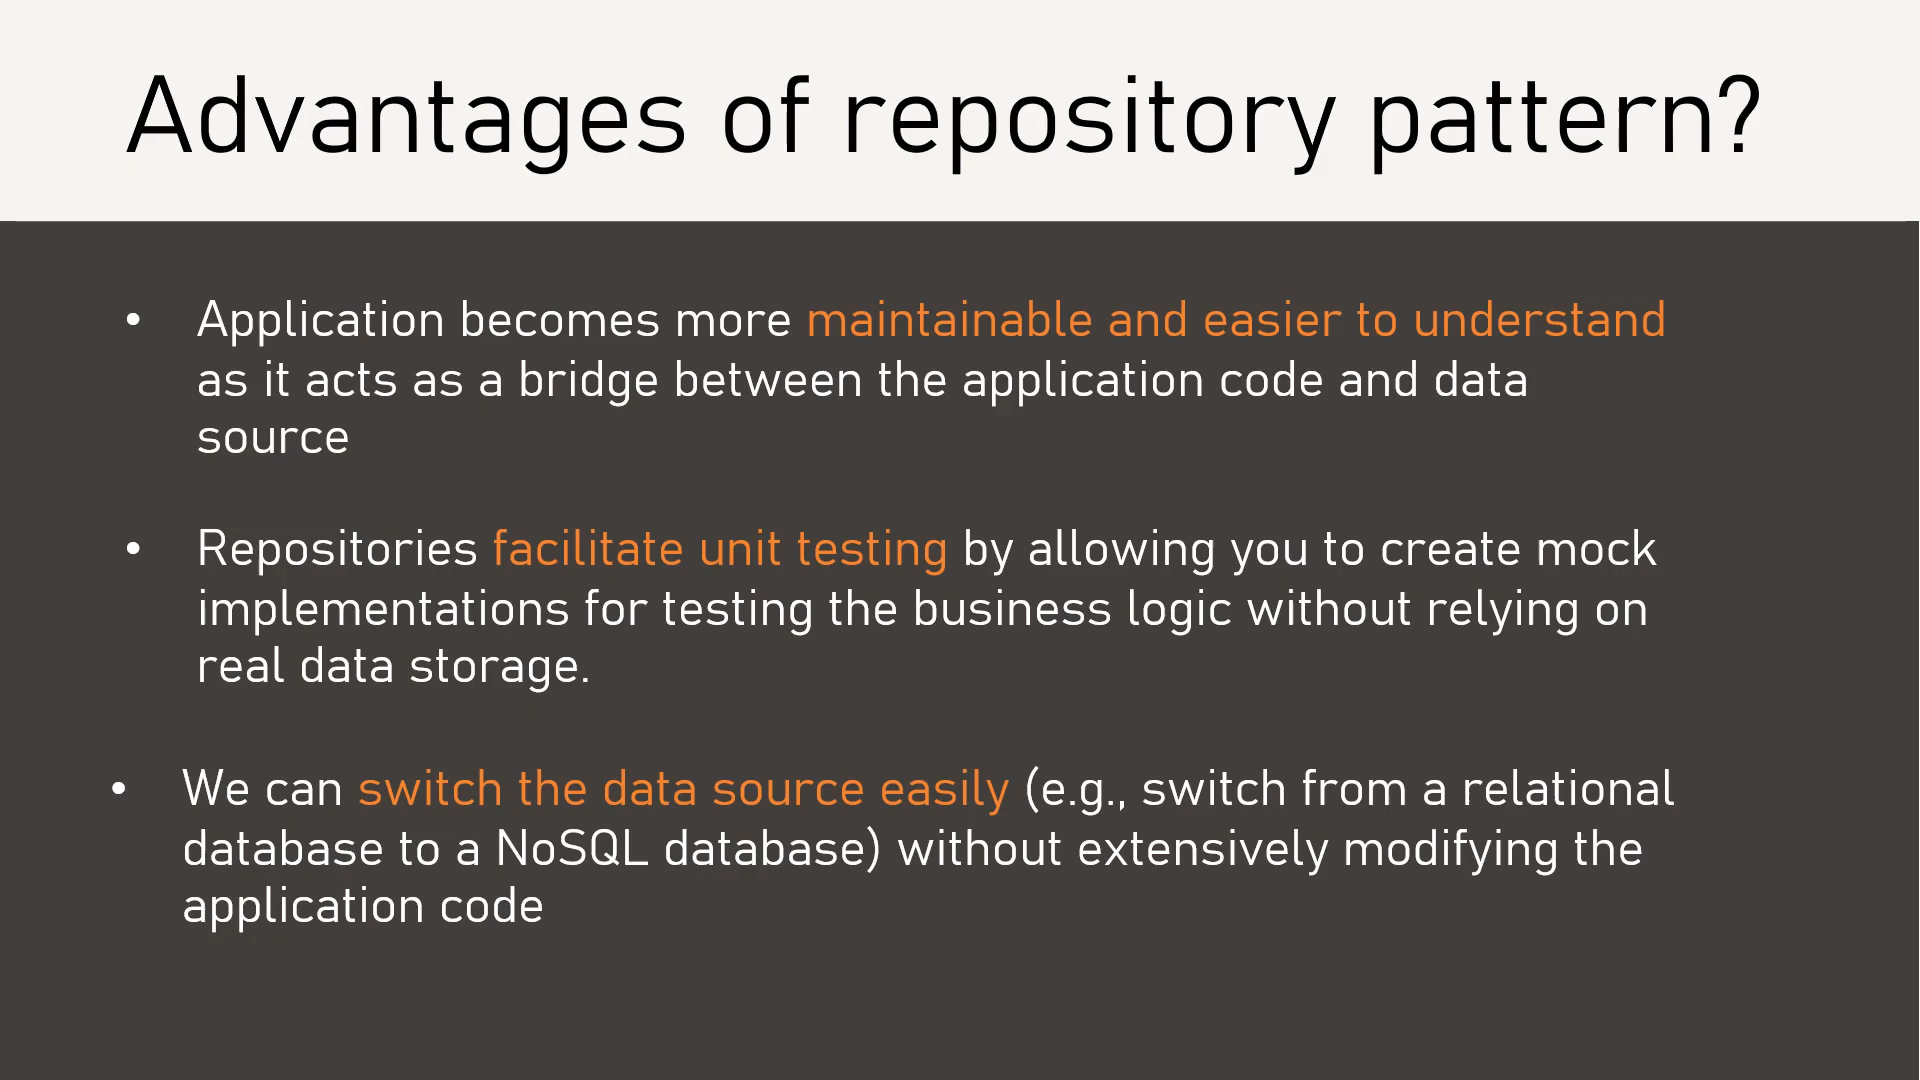 Advantages of repository pattern?
• Application becomes more maintainable and easier to understand
as it acts as a bridge between the application code and data
source
• Repositories facilitate unit testing by allowing you to create mock
implementations for testing the business logic without relying on
real data storage.
• We can switch the data source easily (e.g., switch from a relational
database to a NoSQL database) without extensively modifying the
application code